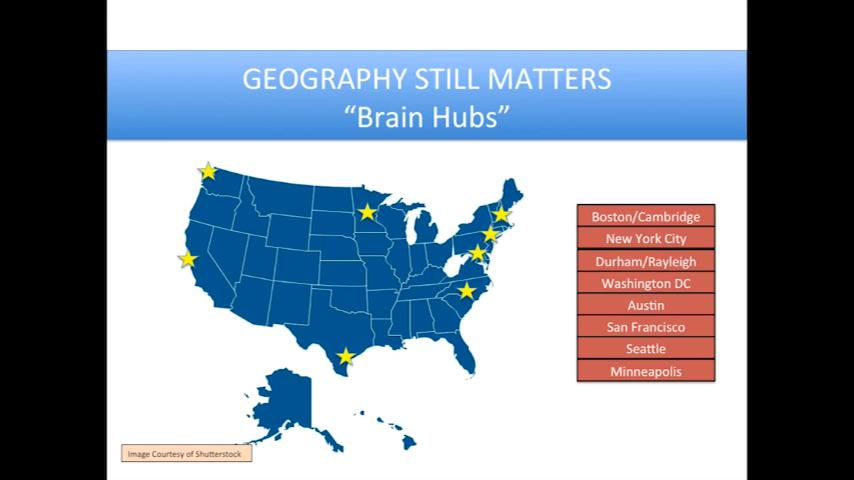 GEOGRAPHY STILL MATTERS
“Brain Hubs”
Boston/Cambridge
New York City
Durham/Rayleigh
Washington DC
Austin
San Francisco
Seattle
Minneapolis
Image Courtesy of Shutterstock